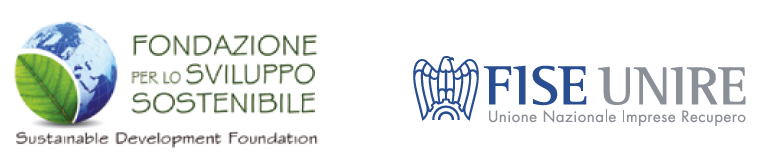 FONDAZIONE
PER LO SVILUPPO
SOSTENIBILE
Sustainable Development Foundation
FISE UNIRE
Unione Nazionale Imprese Recupero